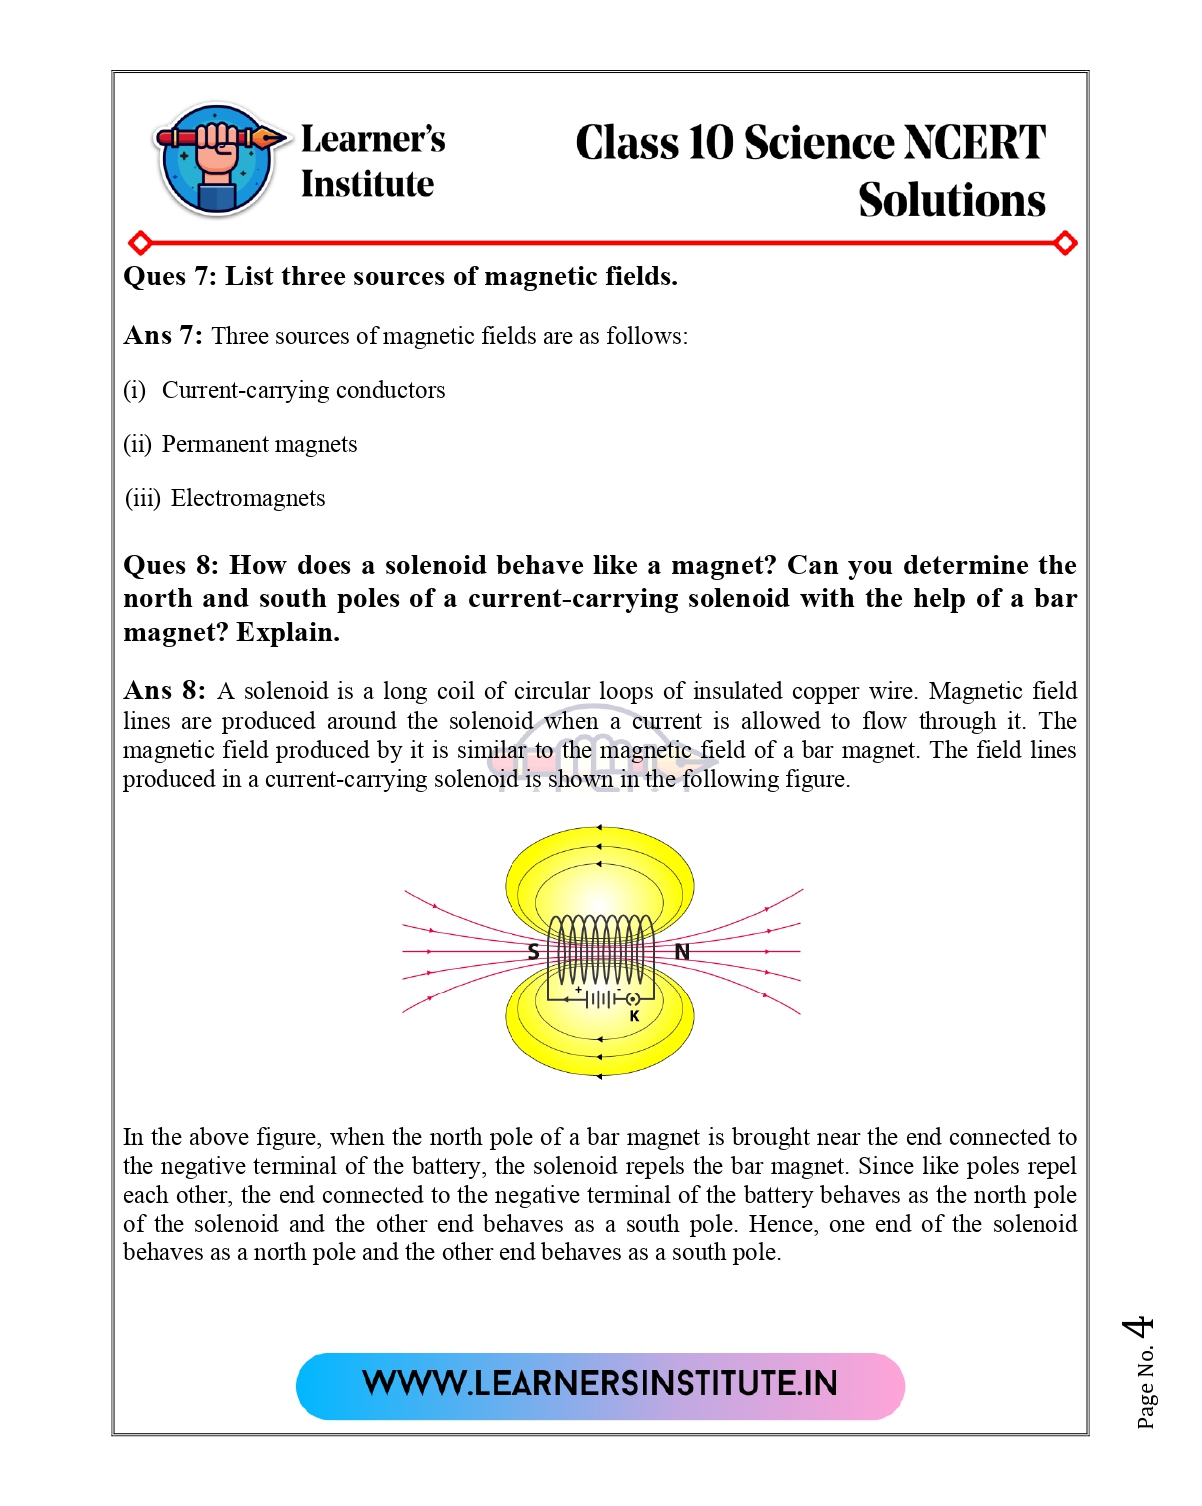 Learner's
Institute
Class 10 Science NCERT
Solutions
Ques 7: List three sources of magnetic fields.
Ans 7: Three sources of magnetic fields are as follows:
(i) Current-carrying conductors
(ii) Permanent magnets
(iii) Electromagnets
Ques 8: How does a solenoid behave like a magnet? Can you determine the
north and south poles of a current-carrying solenoid with the help of a bar
magnet? Explain.
Ans 8: A solenoid is a long coil of circular loops of insulated copper wire. Magnetic field
lines are produced around the solenoid when a current is allowed to flow through it. The
magnetic field produced by it is similar to the magnetic field of a bar magnet. The field lines
produced in a current-carrying solenoid is shown in the following figure.
S N
+ -
K
In the above figure, when the north pole of a bar magnet is brought near the end connected to
the negative terminal of the battery, the solenoid repels the bar magnet. Since like poles repel
each other, the end connected to the negative terminal of the battery behaves as the north pole
of the solenoid and the other end behaves as a south pole. Hence, one end of the solenoid
behaves as a north pole and the other end behaves as a south pole.
WWW.LEARNERSINSTITUTE.IN
Page No. 4